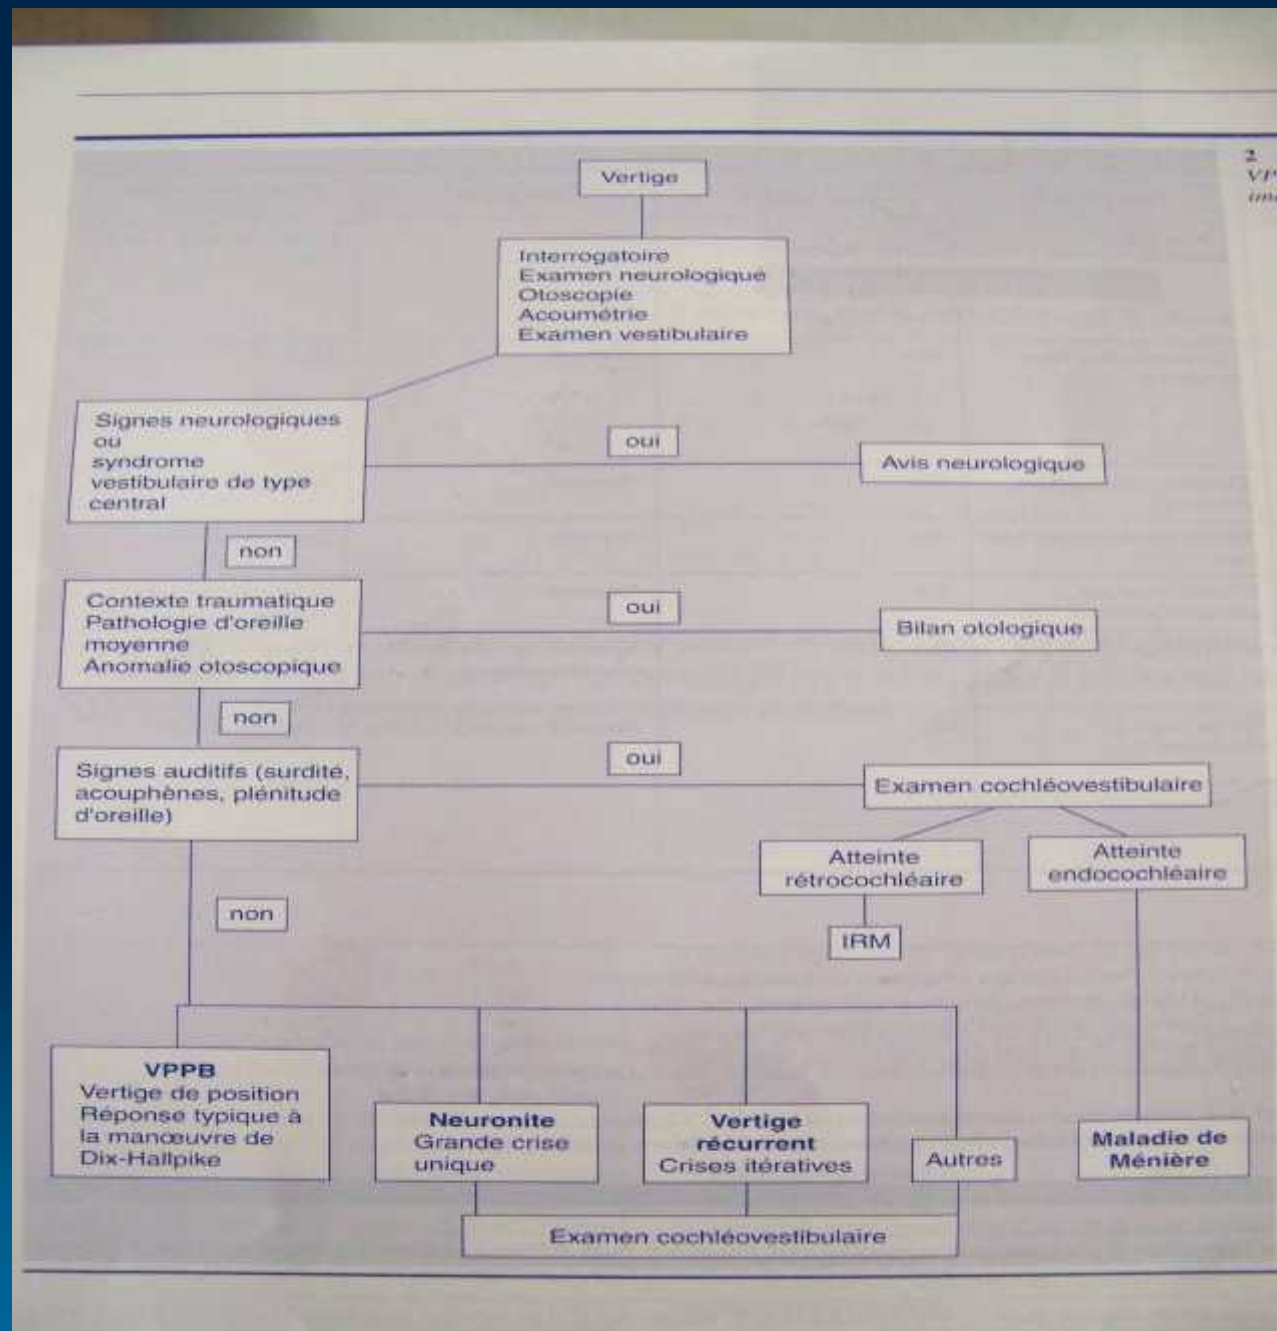 2
Vertige
Interrogatoire
Examen neurologique
Otoscopie
Acoumétrie
Examen vestibulaire
Signes neurologiques
ou
syndrome
vestibulaire de type
central
oui
Avis neurologique
non
Contexte traumatique
Pathologie d'oreille
moyenne
Anomalie otoscopique
oui
Bilan otologique
non
Signes auditifs (surdité,
acouphènes, plénitude
d'oreille)
oui
Examen cochléovestibulaire
Atteinte
rétrocochléaire
Atteinte
endocochléaire
non
IRM
VPPB
Vertige de position
Réponse typique à
la manœuvre de
Dix-Hallpike
Neuronite
Grande crise
unique
Vertige
récurrent
Crises itératives
Autres
Maladie de
Ménière
Examen cochléovestibulaire